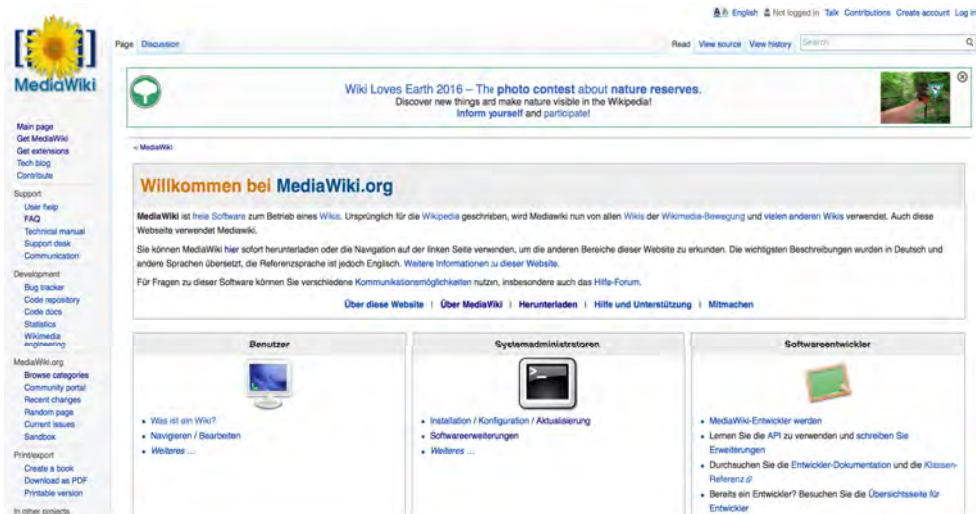 English Not logged in Talk Contributions Create account Log in
MediaWiki
Page Discussion
Read View source View history Search
Wiki Loves Earth 2016 – The photo contest about nature reserves.
Discover new things and make nature visible in the Wikipedia!
Inform yourself and participate!
Main page
Get MediaWiki
Get extensions
Tech blog
Contribute
Support
User help
FAQ
Technical manual
Support desk
Communication
Development
Bug tracker
Code repository
Code docs
Statistics
Wikimedia
engineering
MediaWiki.org
Browse categories
Community portal
Recent changes
Random page
Current issues
Sandbox
Print/export
Create a book
Download as PDF
Printable version
In other projects
< MediaWiki
Willkommen bei MediaWiki.org
MediaWiki ist freie Software zum Betrieb eines Wikis. Ursprünglich für die Wikipedia geschrieben, wird Mediawiki nun von allen Wikis der Wikimedia-Bewegung und vielen anderen Wikis verwendet. Auch diese
Webseite verwendet Mediawiki.
Sie können MediaWiki hier sofort herunterladen oder die Navigation auf der linken Seite verwenden, um die anderen Bereiche dieser Website zu erkunden. Die wichtigsten Beschreibungen wurden in Deutsch und
andere Sprachen übersetzt, die Referenzsprache ist jedoch Englisch. Weitere Informationen zu dieser Website.
Für Fragen zu dieser Software können Sie verschiedene Kommunikationsmöglichkeiten nutzen, insbesondere auch das Hilfe-Forum.
Über diese Website | Über MediaWiki | Herunterladen | Hilfe und Unterstützung | Mitmachen
Benutzer
• Was ist ein Wiki?
• Navigieren / Bearbeiten
• Weiteres …
Systemadministratoren
• Installation / Konfiguration / Aktualisierung
• Softwareerweiterungen
• Weiteres …
Softwareentwickler
• MediaWiki-Entwickler werden
• Lernen Sie die API zu verwenden und schreiben Sie
Erweiterungen
• Durchsuchen Sie die Entwickler-Dokumentation und die Klassen-
Referenz
• Bereits ein Entwickler? Besuchen Sie die Übersichtsseite für
Entwickler